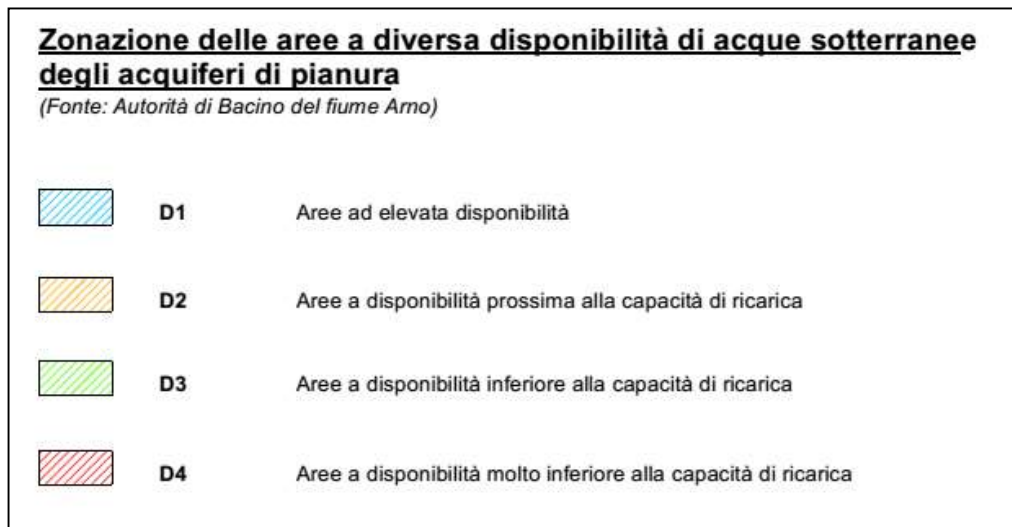 Zonazione delle aree a diversa disponibilità di acque sotterranee
degli acquiferi di pianura
(Fonte: Autorità di Bacino del fiume Arno)
D1 Aree ad elevata disponibilità
D2 Aree a disponibilità prossima alla capacità di ricarica
D3 Aree a disponibilità inferiore alla capacità di ricarica
D4 Aree a disponibilità molto inferiore alla capacità di ricarica